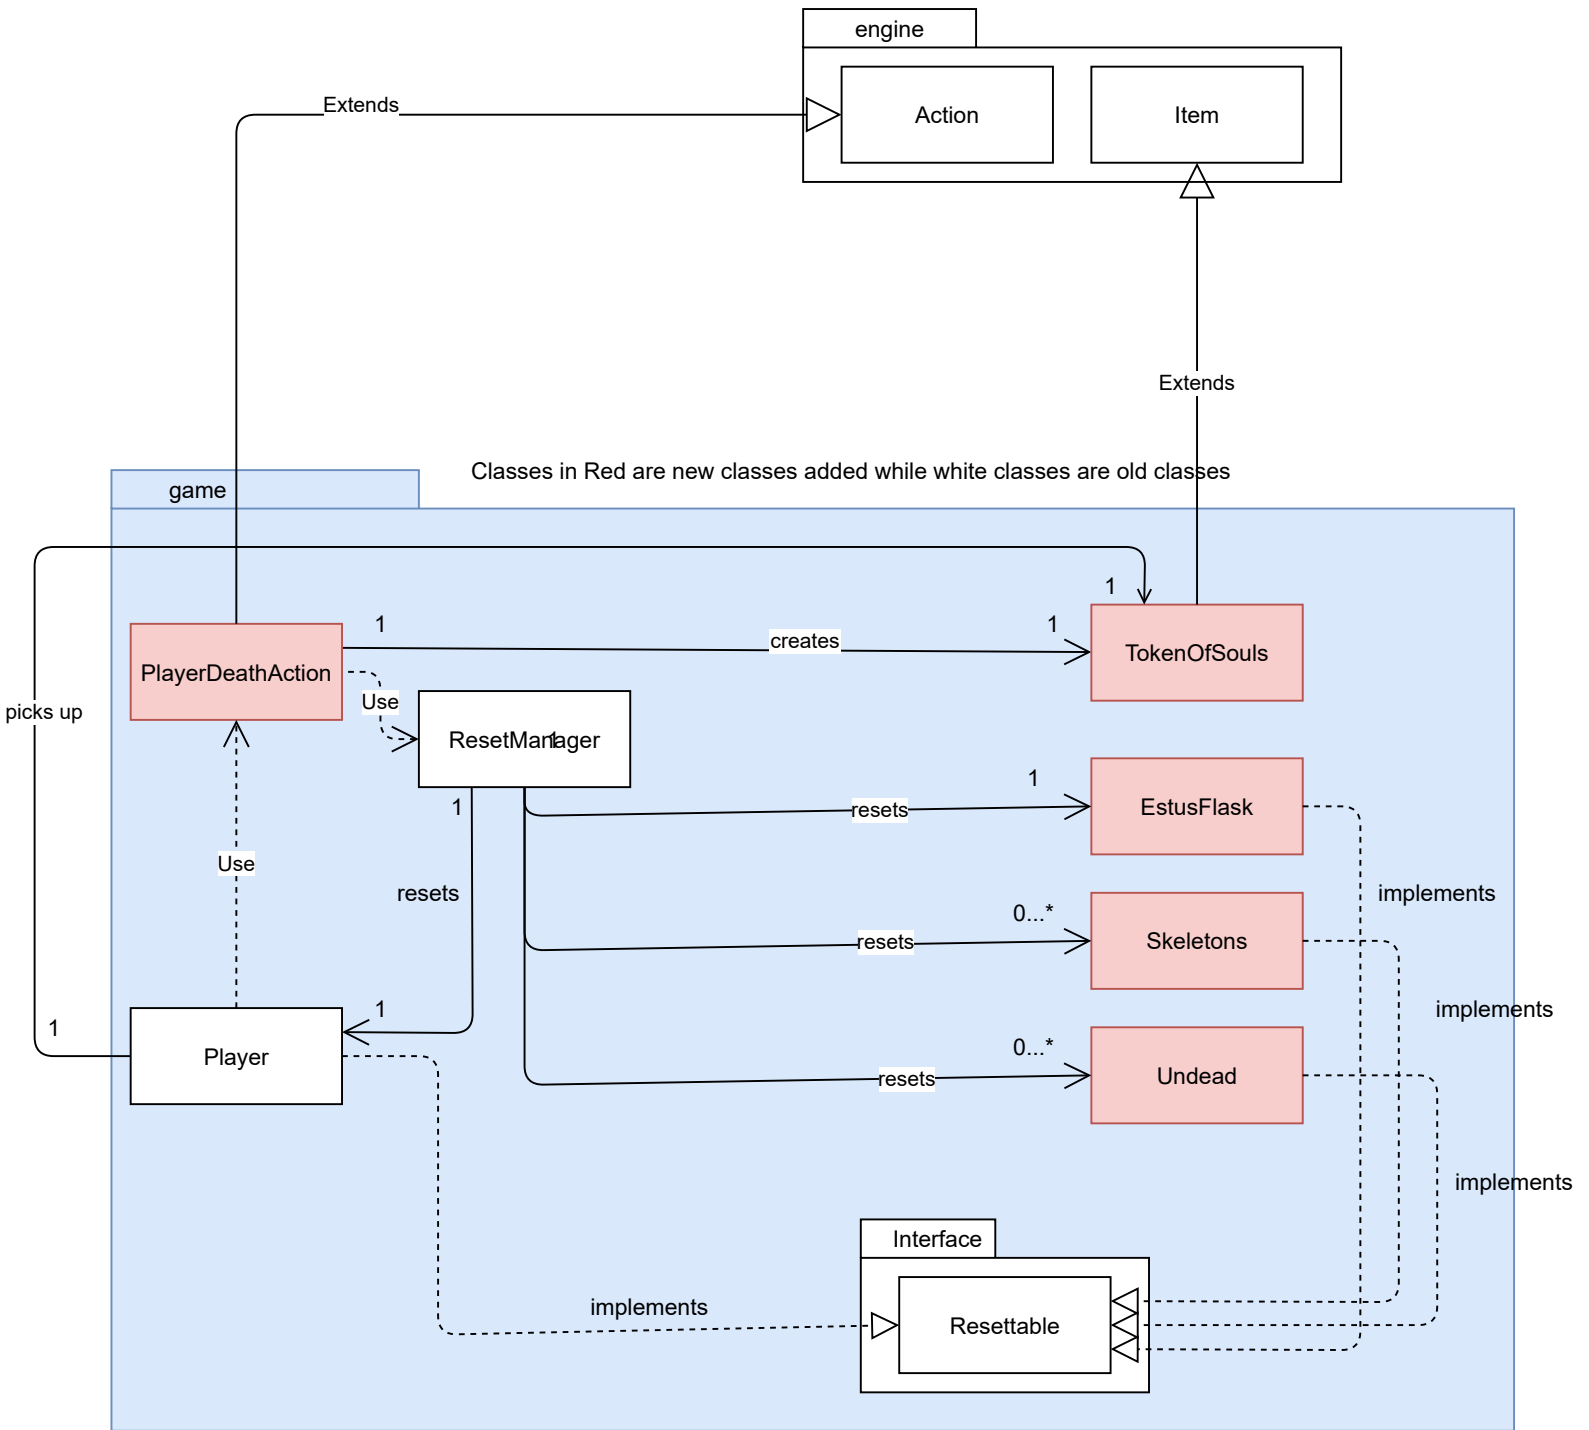 engine
Action
Item
Extends
Extends
Classes in Red are new classes added while white classes are old classes
game
1
1
1
creates
PlayerDeathAction
TokenOfSouls
Use
picks up
ResetManager
1
1
1
resets
EstusFlask
Use
resets
implements
0...*
resets
Skeletons
1
implements
1
0...*
Player
resets
Undead
implements
Interface
implements
Resettable